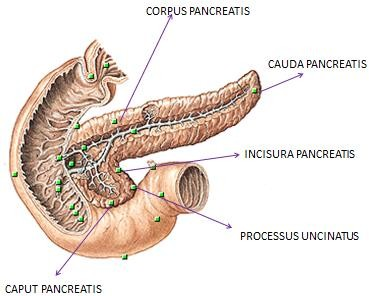 CORPUS PANCREATIS
CAUDA PANCREATIS
INCISURA PANCREATIS
PROCESSUS UNCINATUS
CAPUT PANCREATIS